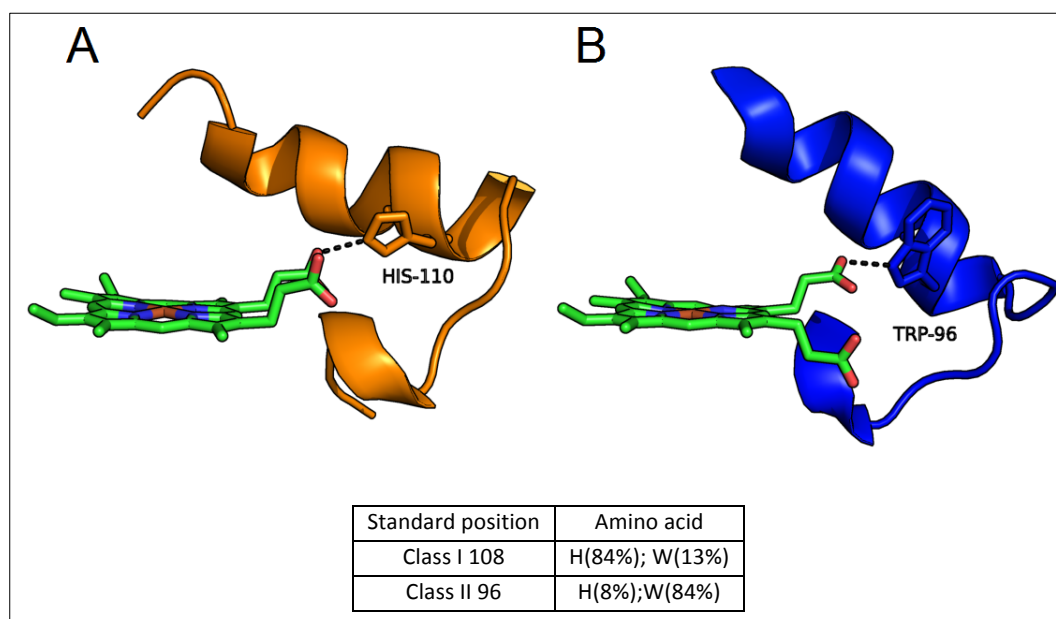 A
B
HIS-110
TRP-96
Standard position Amino acid
Class I 108 H(84%); W(13%)
Class II 96 H(8%);W(84%)